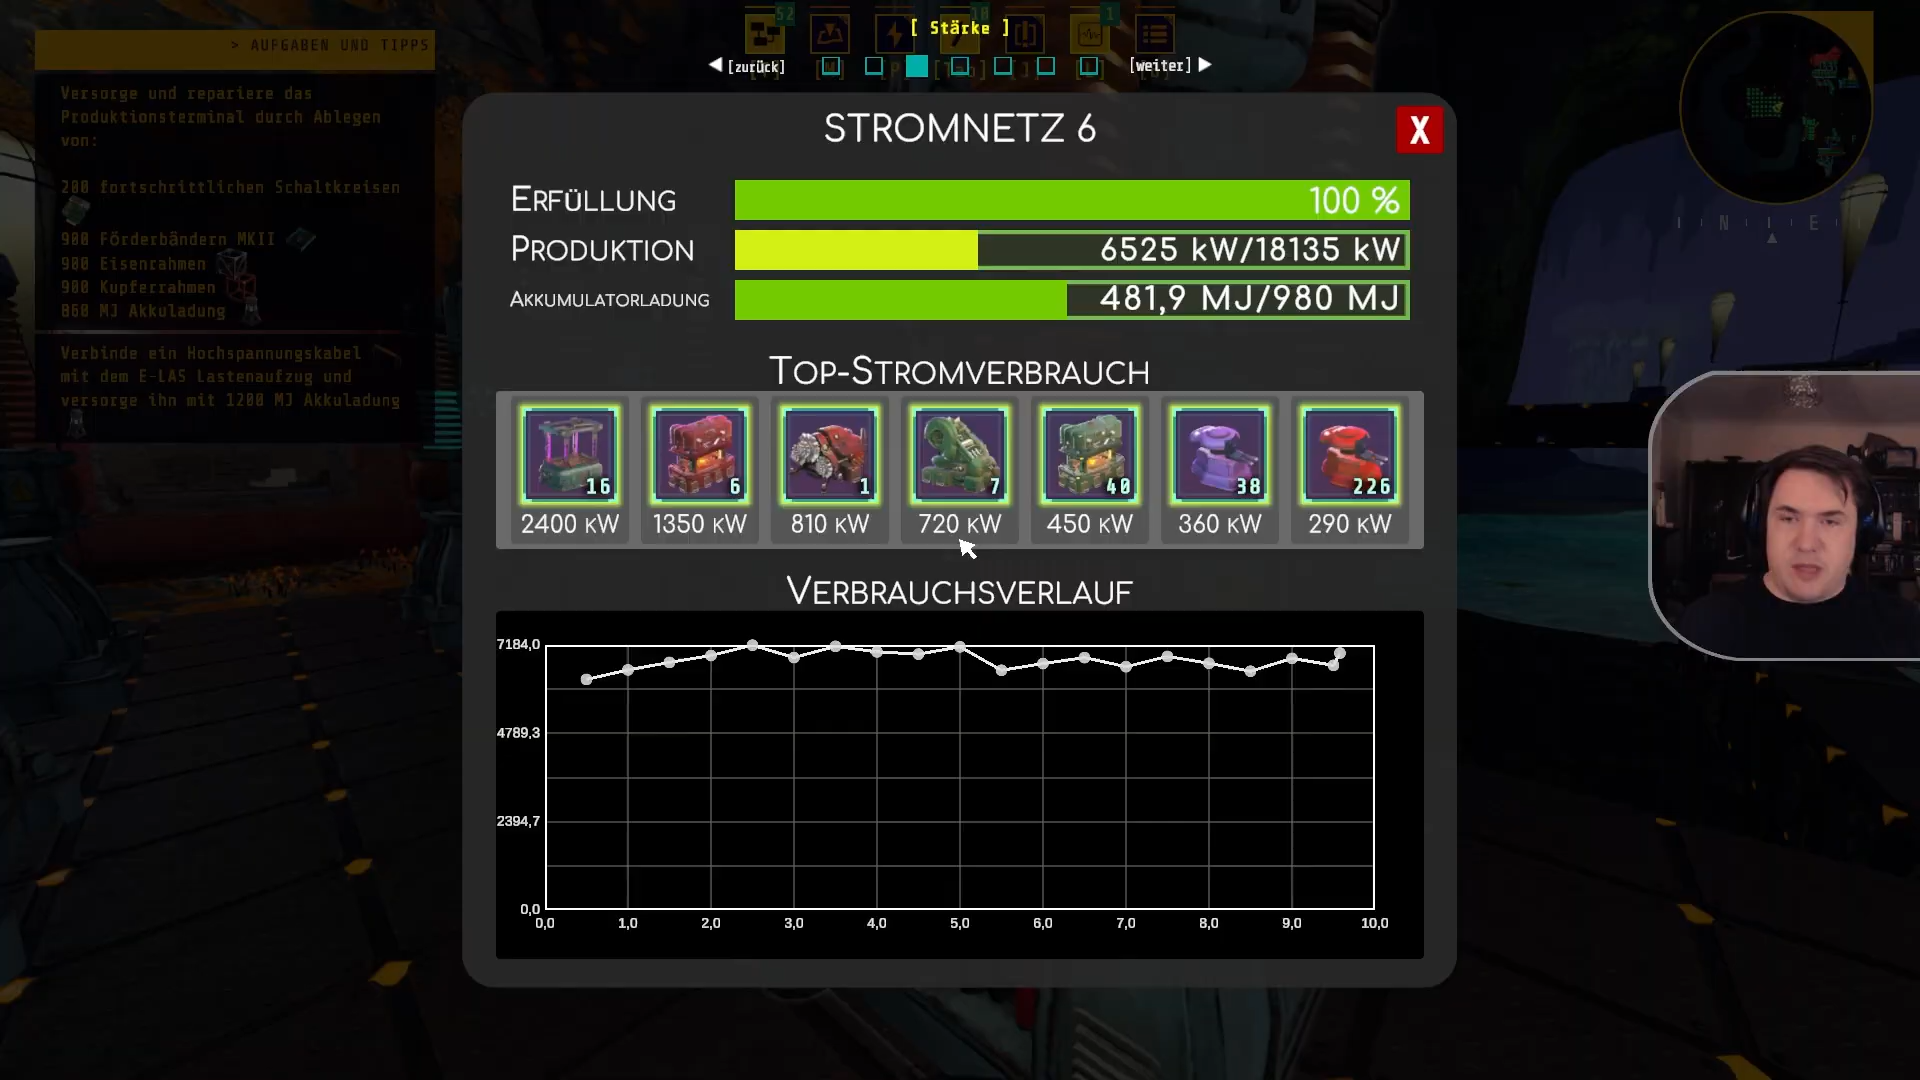 52
10
1
[ Stärke ]
[zurück]
[weiter]
> AUFGABEN UND TIPPS
Versorge und repariere das
Produktionsterminal durch Ablegen
von:
200 fortschrittlichen Schaltkreisen
900 Förderbändern MKII
900 Eisenrahmen
900 Kupferrahmen
860 MJ Akkuladung
Verbinde ein Hochspannungskabel
mit dem E-LAS Lastenaufzug und
versorge ihn mit 1200 MJ Akkuladung
N
E
STROMNETZ 6
X
ERFÜLLUNG
100 %
PRODUKTION
6525 kW/18135 kW
AKKUMULATORLADUNG
481,9 MJ/980 MJ
TOP-STROMVERBRAUCH
16
6
1
7
40
38
226
2400 KW
1350 KW
810 KW
720 KW
450 KW
360 KW
290 KW
VERBRAUCHSVERLAUF
7184,0
4789,3
2394,7
0,0
0,0
1,0
2,0
3,0
4,0
5,0
6,0
7,0
8,0
9,0
10,0